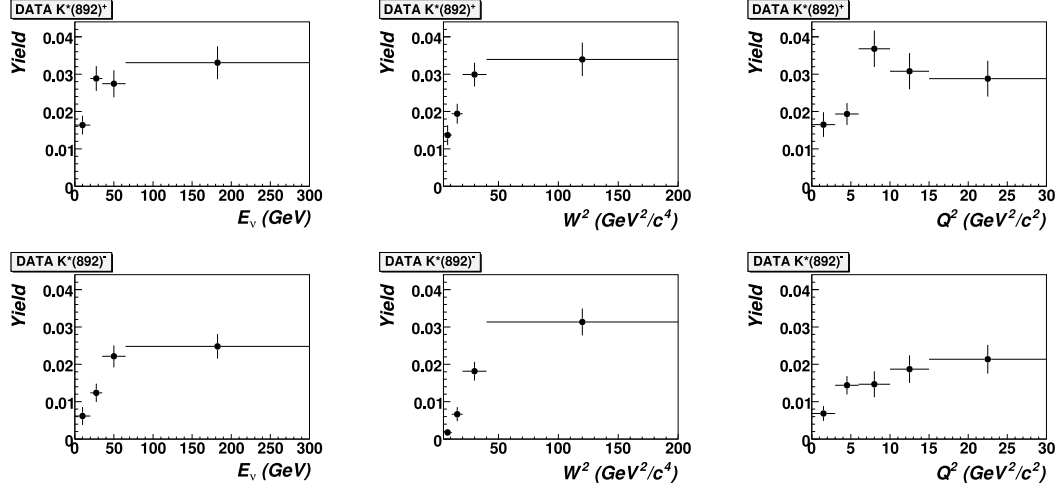 DATA K*(892)+
DATA K*(892)+
DATA K*(892)+
Yield
0.04
0.03
0.02
0.01
0
0 50 100 150 200 250 300
Eν (GeV)
Yield
0.04
0.03
0.02
0.01
0
50 100 150 200
W² (GeV²/c⁴)
Yield
0.04
0.03
0.02
0.01
0
0 5 10 15 20 25 30
Q² (GeV²/c²)
DATA K*(892)-
DATA K*(892)-
DATA K*(892)-
Yield
0.04
0.03
0.02
0.01
0
0 50 100 150 200 250 300
Eν (GeV)
Yield
0.04
0.03
0.02
0.01
0
50 100 150 200
W² (GeV²/c⁴)
Yield
0.04
0.03
0.02
0.01
0
0 5 10 15 20 25 30
Q² (GeV²/c²)